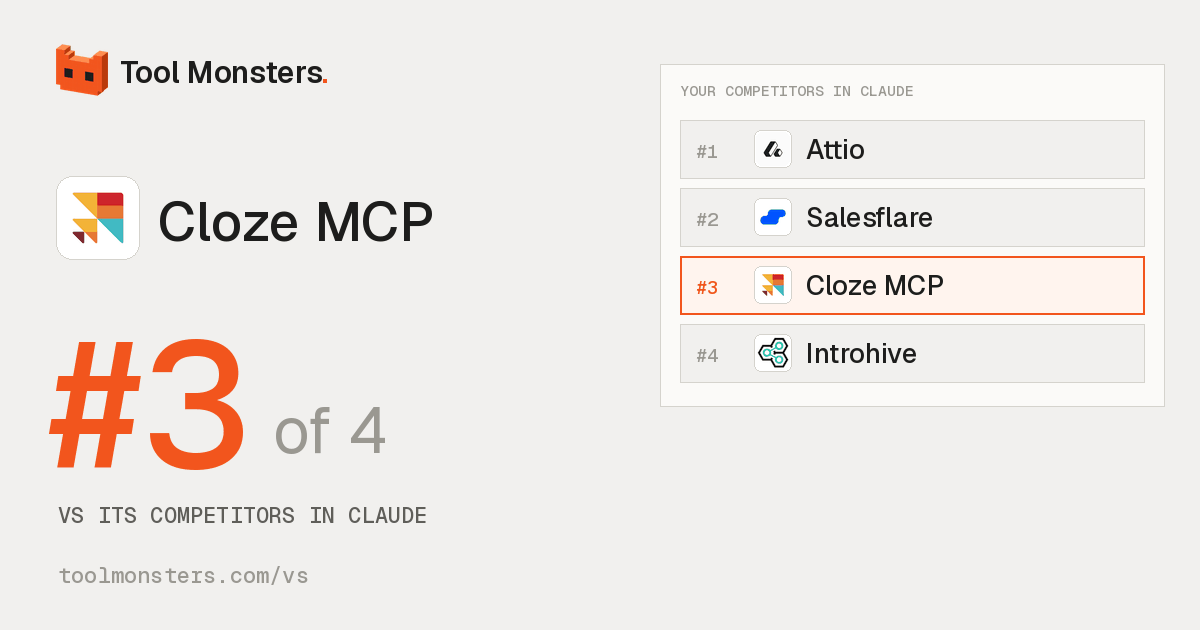 Tool Monsters.
Cloze MCP
#3 of 4
VS ITS COMPETITORS IN CLAUDE
toolmonsters.com/vs
YOUR COMPETITORS IN CLAUDE
#1 Attio
#2 Salesflare
#3 Cloze MCP
#4 Introhive